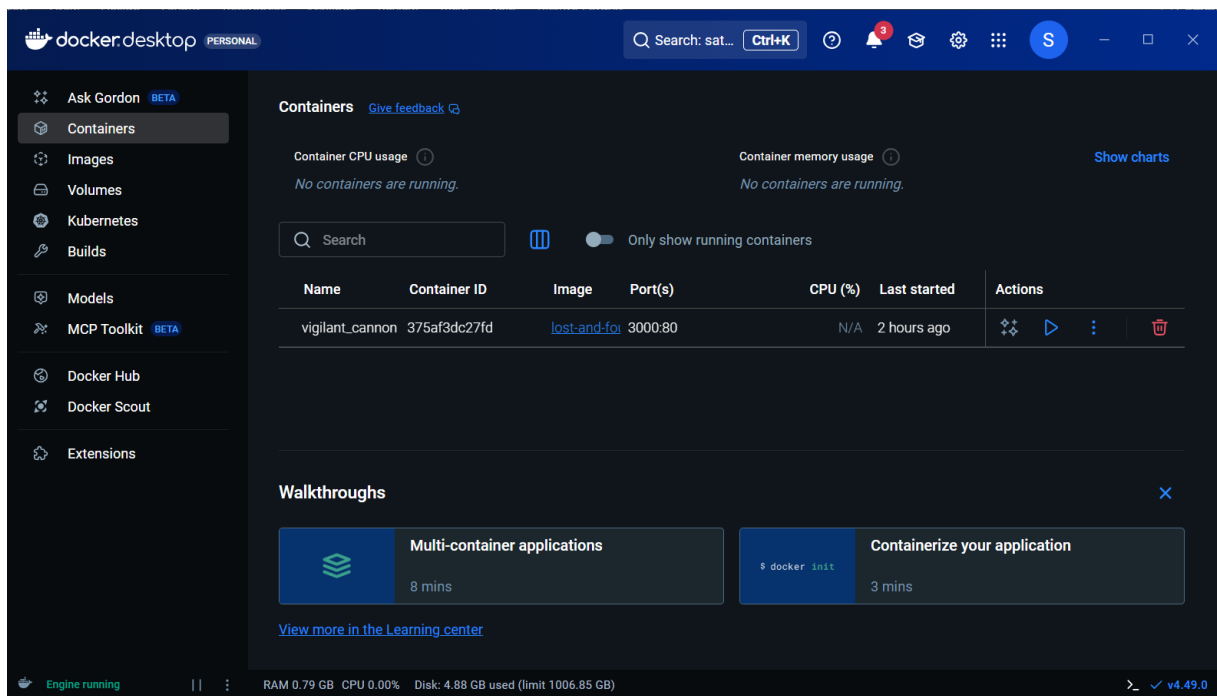 docker.desktop PERSONAL
Search: sat... Ctrl+K
3
S
Ask Gordon BETA
Containers
Images
Volumes
Kubernetes
Builds
Models
MCP Toolkit BETA
Docker Hub
Docker Scout
Extensions
Containers Give feedback
Container CPU usage
No containers are running.
Container memory usage
No containers are running.
Show charts
Search
Only show running containers
Name Container ID Image Port(s) CPU (%) Last started Actions
vigilant_cannon 375af3dc27fd lost-and-fou 3000:80 N/A 2 hours ago
Walkthroughs
Multi-container applications
8 mins
$ docker init
Containerize your application
3 mins
View more in the Learning center
Engine running
RAM 0.79 GB CPU 0.00% Disk: 4.88 GB used (limit 1006.85 GB)
v4.49.0